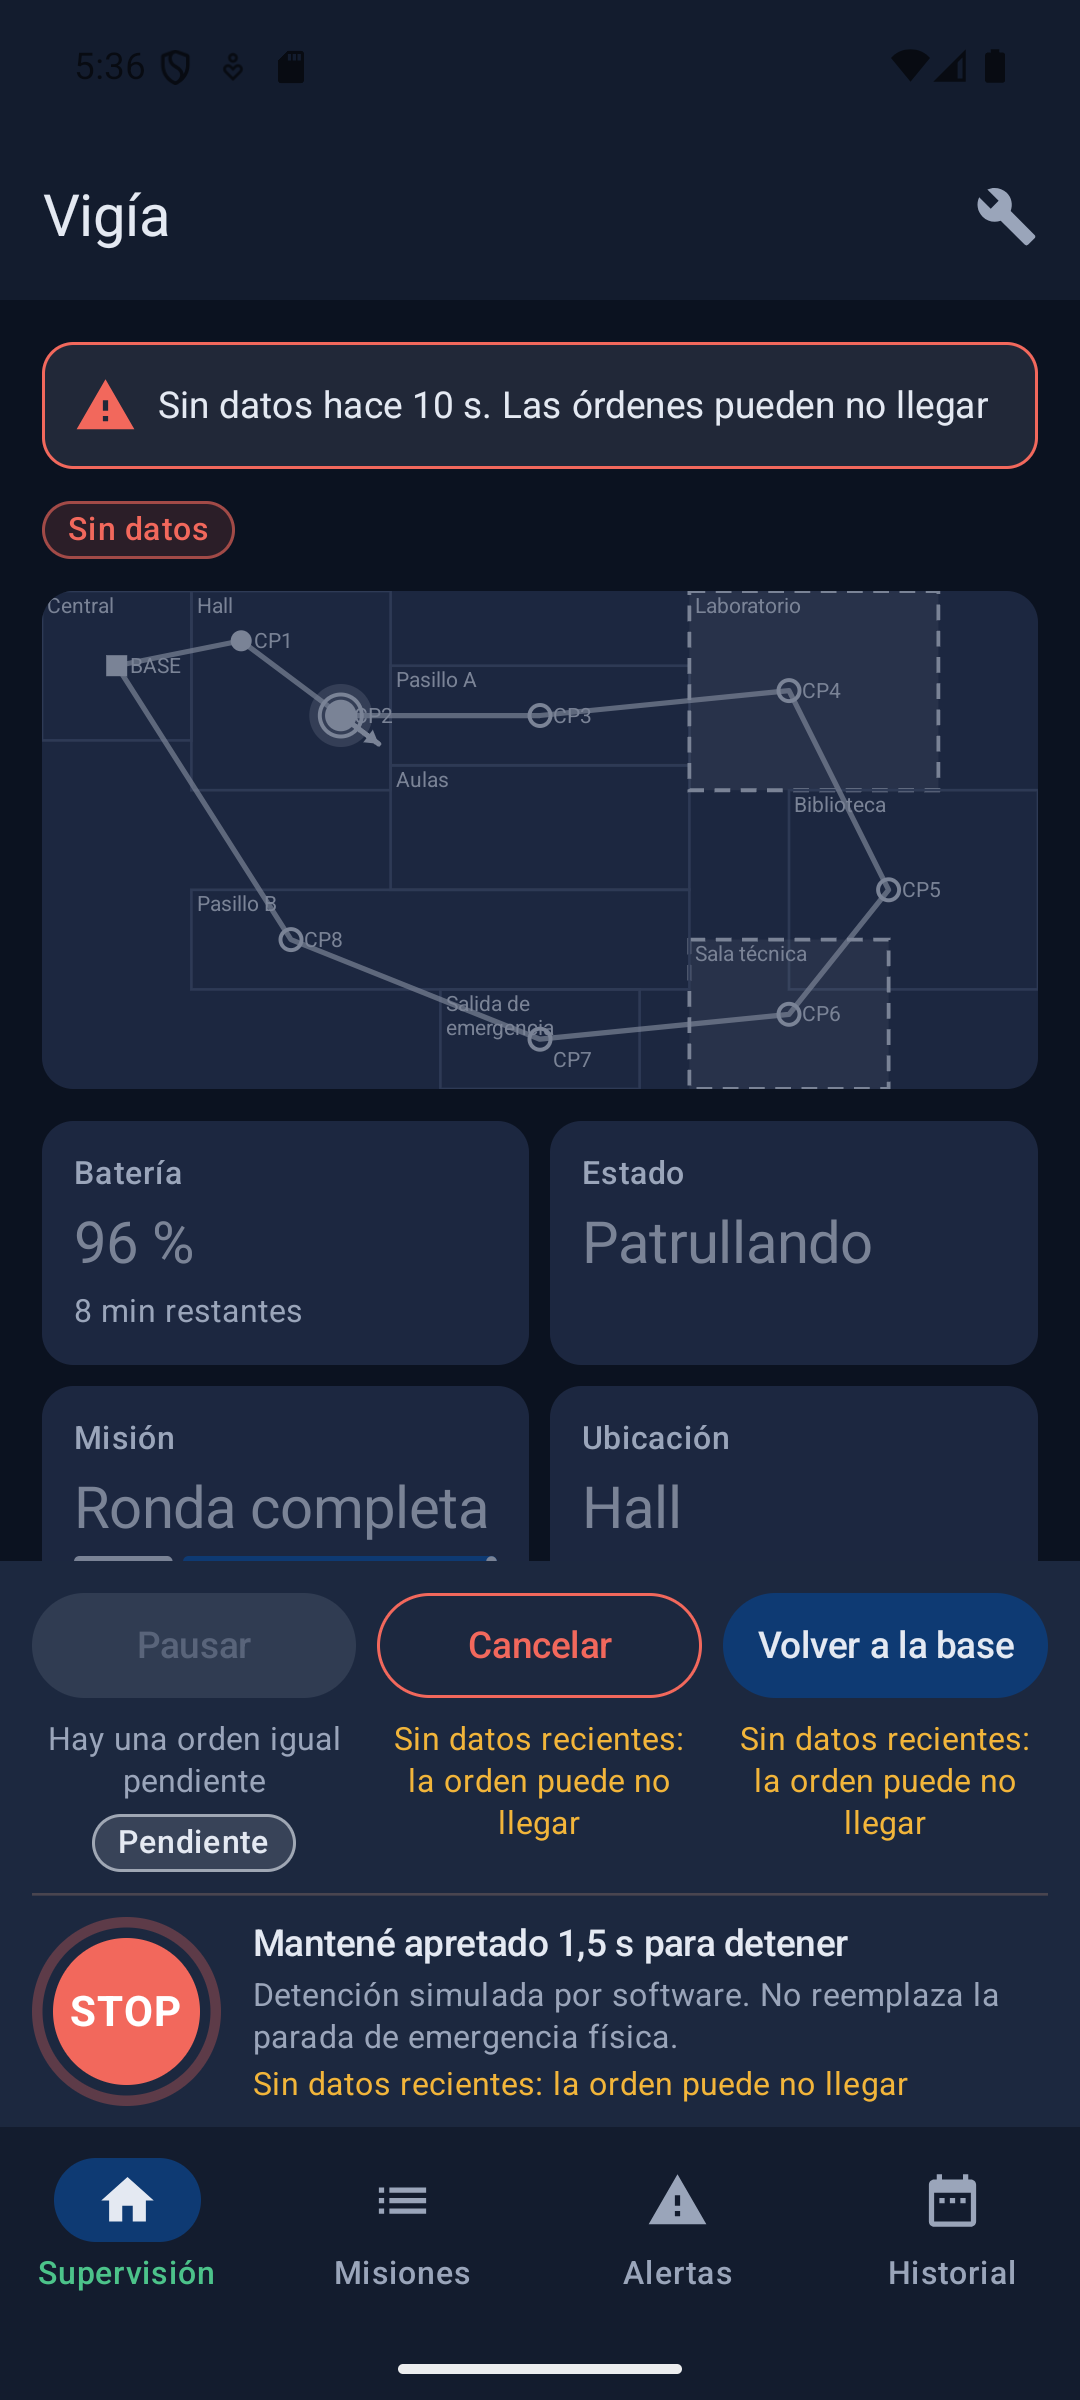 5:36
Vigía
Sin datos hace 10 s. Las órdenes pueden no llegar
Sin datos
Central
Hall
Laboratorio
BASE
CP1
Pasillo A
CP2
CP3
CP4
Aulas
Biblioteca
Pasillo B
CP5
CP8
Sala técnica
Salida de
emergencia
CP6
CP7
Batería
96 %
8 min restantes
Estado
Patrullando
Misión
Ronda completa
Ubicación
Hall
Pausar
Cancelar
Volver a la base
Hay una orden igual
pendiente
Pendiente
Sin datos recientes:
la orden puede no
llegar
Sin datos recientes:
la orden puede no
llegar
STOP
Mantené apretado 1,5 s para detener
Detención simulada por software. No reemplaza la
parada de emergencia física.
Sin datos recientes: la orden puede no llegar
Supervisión
Misiones
Alertas
Historial